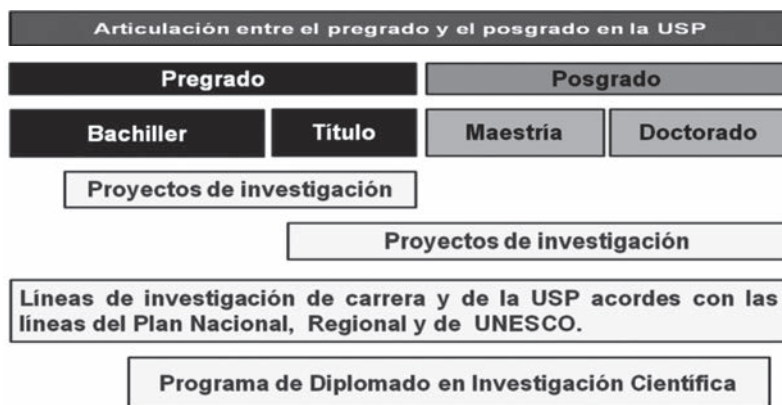 Articulación entre el pregrado y el posgrado en la USP
Pregrado
Posgrado
Bachiller
Título
Maestría
Doctorado
Proyectos de investigación
Proyectos de investigación
Líneas de investigación de carrera y de la USP acordes con las
líneas del Plan Nacional, Regional y de UNESCO.
Programa de Diplomado en Investigación Científica